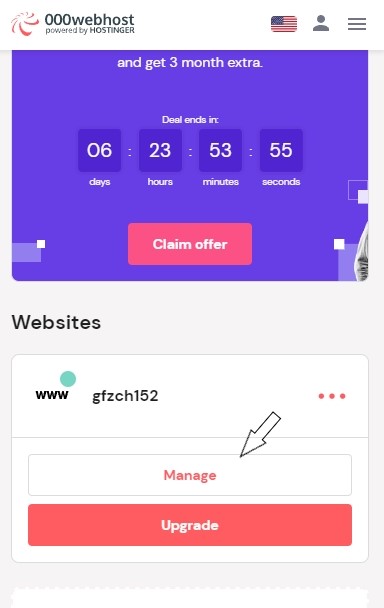 000webhost
powered by HOSTINGER
and get 3 month extra.
Deal ends in:
06 : 23 : 53 : 55
days hours minutes seconds
Claim offer
Websites
www gfzch152
Manage
Upgrade